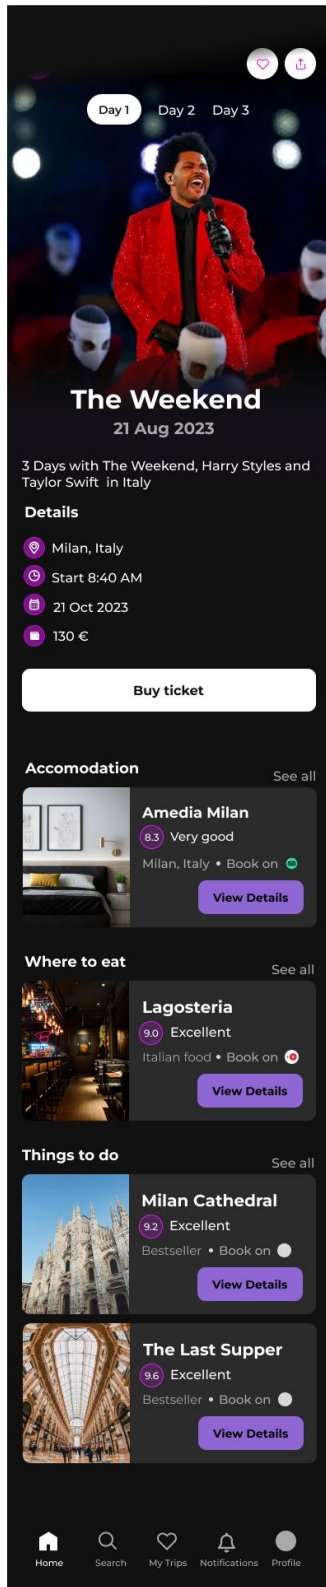 Day 1 Day 2 Day 3
The Weekend
21 Aug 2023
3 Days with The Weekend, Harry Styles and
Taylor Swift in Italy
Details
Milan, Italy
Start 8:40 AM
21 Oct 2023
130 €
Buy ticket
Accomodation
See all
Amedia Milan
8.3 Very good
Milan, Italy • Book on
View Details
Where to eat
See all
Lagosteria
9.0 Excellent
Italian food • Book on
View Details
Things to do
See all
Milan Cathedral
9.2 Excellent
Bestseller • Book on
View Details
The Last Supper
9.6 Excellent
Bestseller • Book on
View Details
Home Search My Trips Notifications Profile